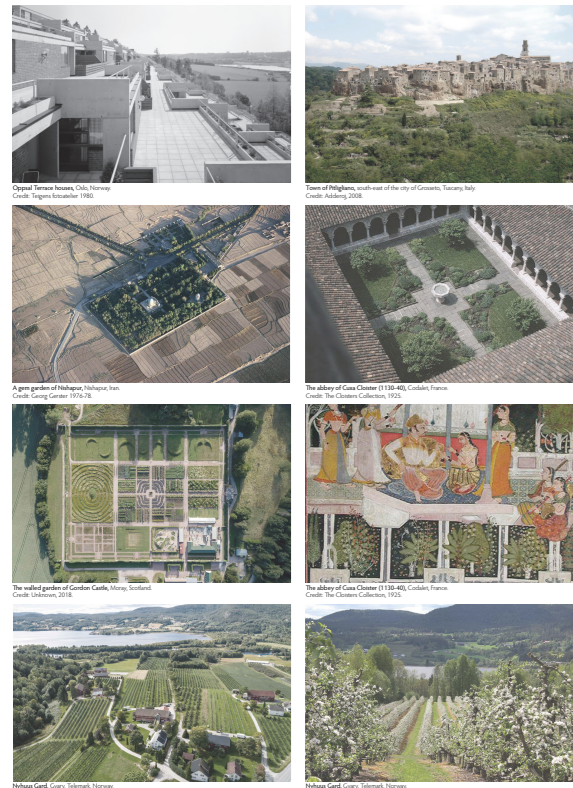 Oppsal Terrace houses, Oslo, Norway.
Credit: Teigens fotoatelier 1980.
Town of Pitigliano, south-east of the city of Grosseto, Tuscany, Italy.
Credit: Adderoj, 2008.
A gem garden of Nishapur, Nishapur, Iran.
Credit: Georg Gerster 1976-78.
The abbey of Cuxa Cloister (1130-40), Codalet, France.
Credit: The Cloisters Collection, 1925.
The walled garden of Gordon Castle, Moray, Scotland.
Credit: Unknown, 2018.
The abbey of Cuxa Cloister (1130-40), Codalet, France.
Credit: The Cloisters Collection, 1925.
Nyhuus Gard, Gvarv, Telemark, Norway.
Nyhuus Gard, Gvarv, Telemark, Norway.